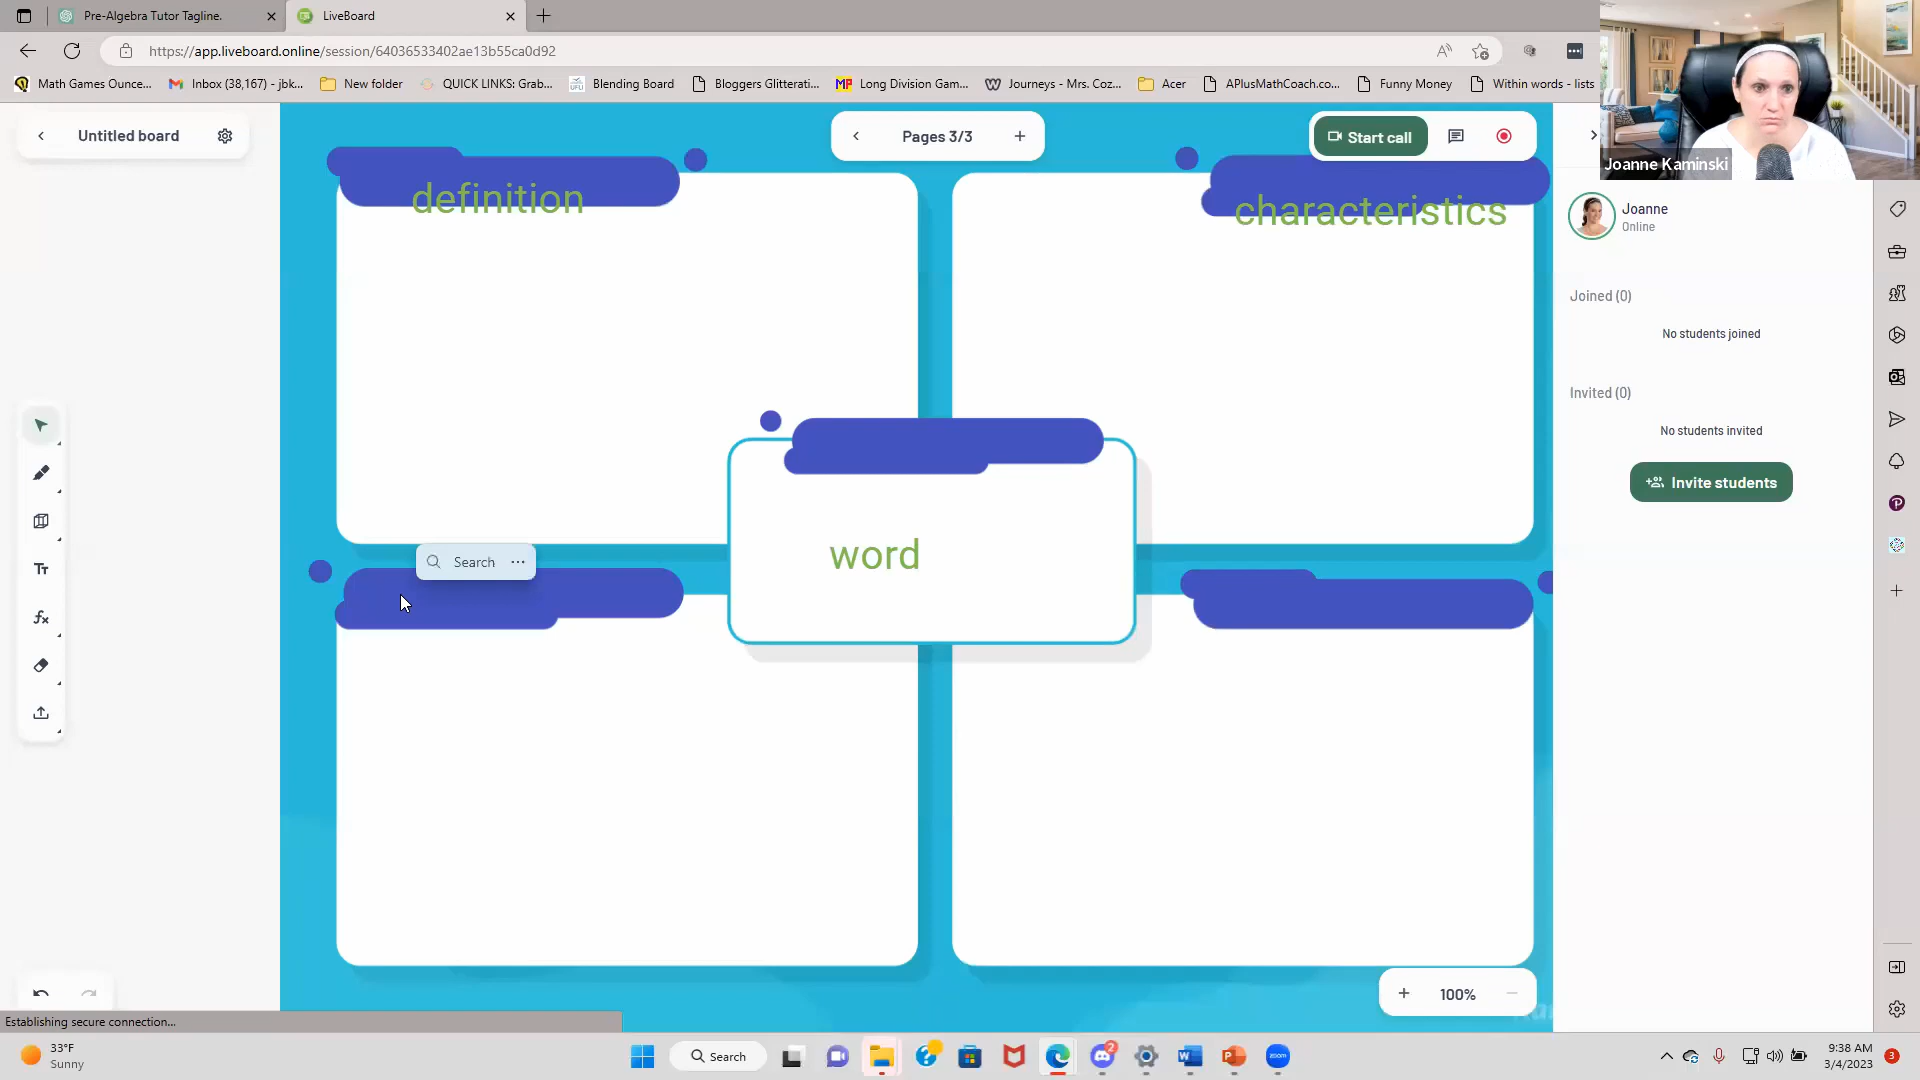 Pre-Algebra Tutor Tagline.
LiveBoard
https://app.liveboard.online/session/64036533402ae13b55ca0d92
Math Games Ounce...
Inbox (38,167) - jbk...
New folder
QUICK LINKS: Grab...
Blending Board
Bloggers Glitterati...
Long Division Gam...
Journeys - Mrs. Coz...
Acer
APlusMathCoach.co...
Funny Money
Within words - lists
Joanne Kaminski
Untitled board
Pages 3/3
Start call
definition
characteristics
word
Search
Joanne
Online
Joined (0)
No students joined
Invited (0)
No students invited
Invite students
100%
Establishing secure connection...
33°F
Sunny
Search
2
zoom
9:38 AM
3/4/2023
3